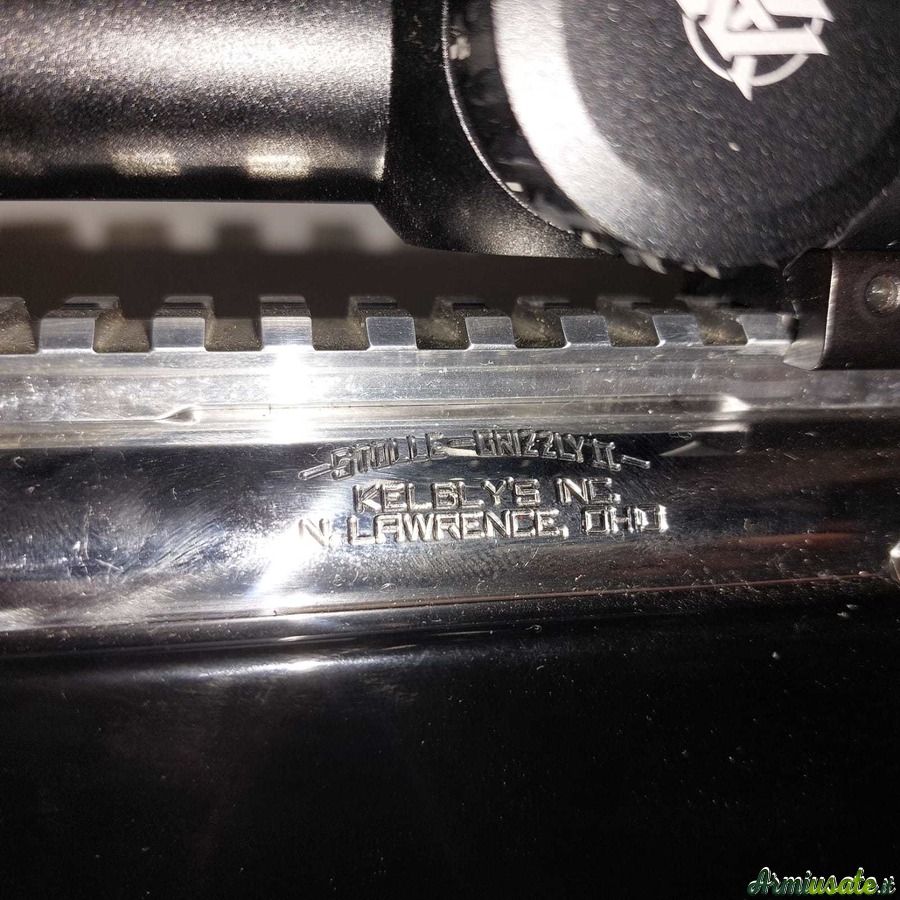 -STOLLE-GRIZZLY II-
KELBLY'S INC.
N. LAWRENCE, OHIO
Armiusate.it